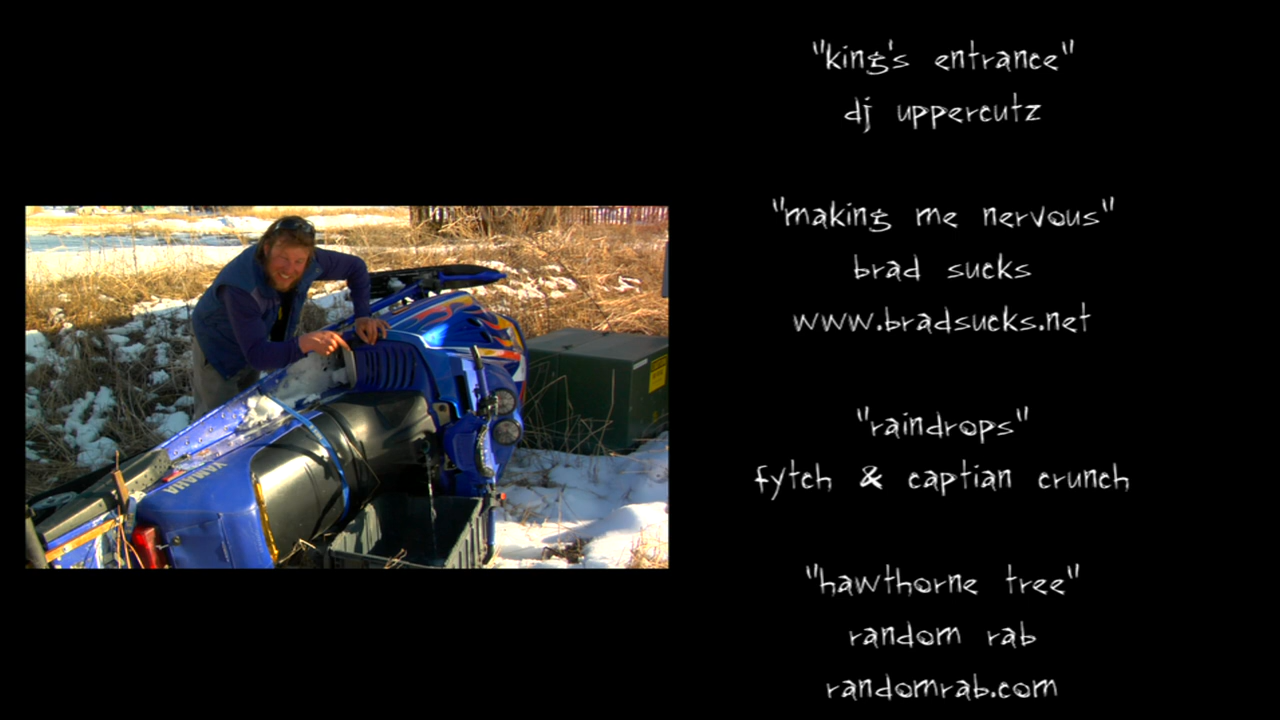 "king's entrance"
dj uppercutz
"making me nervous"
brad sucks
www.bradsucks.net
"raindrops"
fytch & captian crunch
"hawthorne tree"
random rab
randomrab.com
YAMAHA